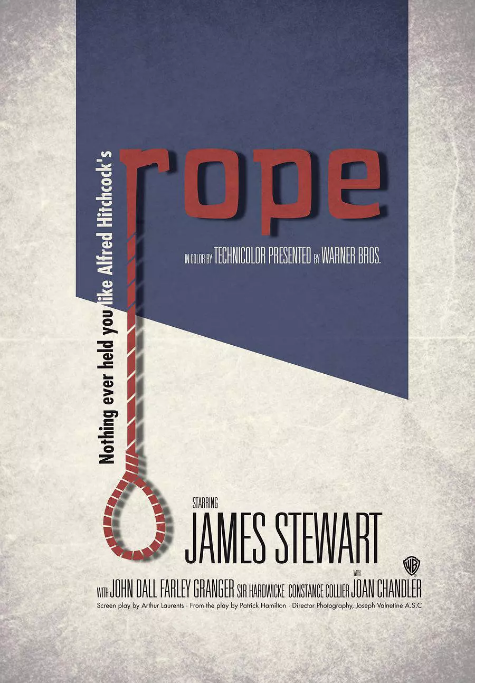 Nothing ever held you like Alfred Hitchcock's
rope
IN COLOR BY TECHNICOLOR PRESENTED BY WARNER BROS.
STARRING
JAMES STEWART
WITH
WB
WITH JOHN DALL FARLEY GRANGER SIR HARDWICKE CONSTANCE COLLIER JOAN CHANDLER
Screen play by Arthur Laurents · From the play by Patrick Hamilton · Director Photography, Joseph Valnetine A.S.C